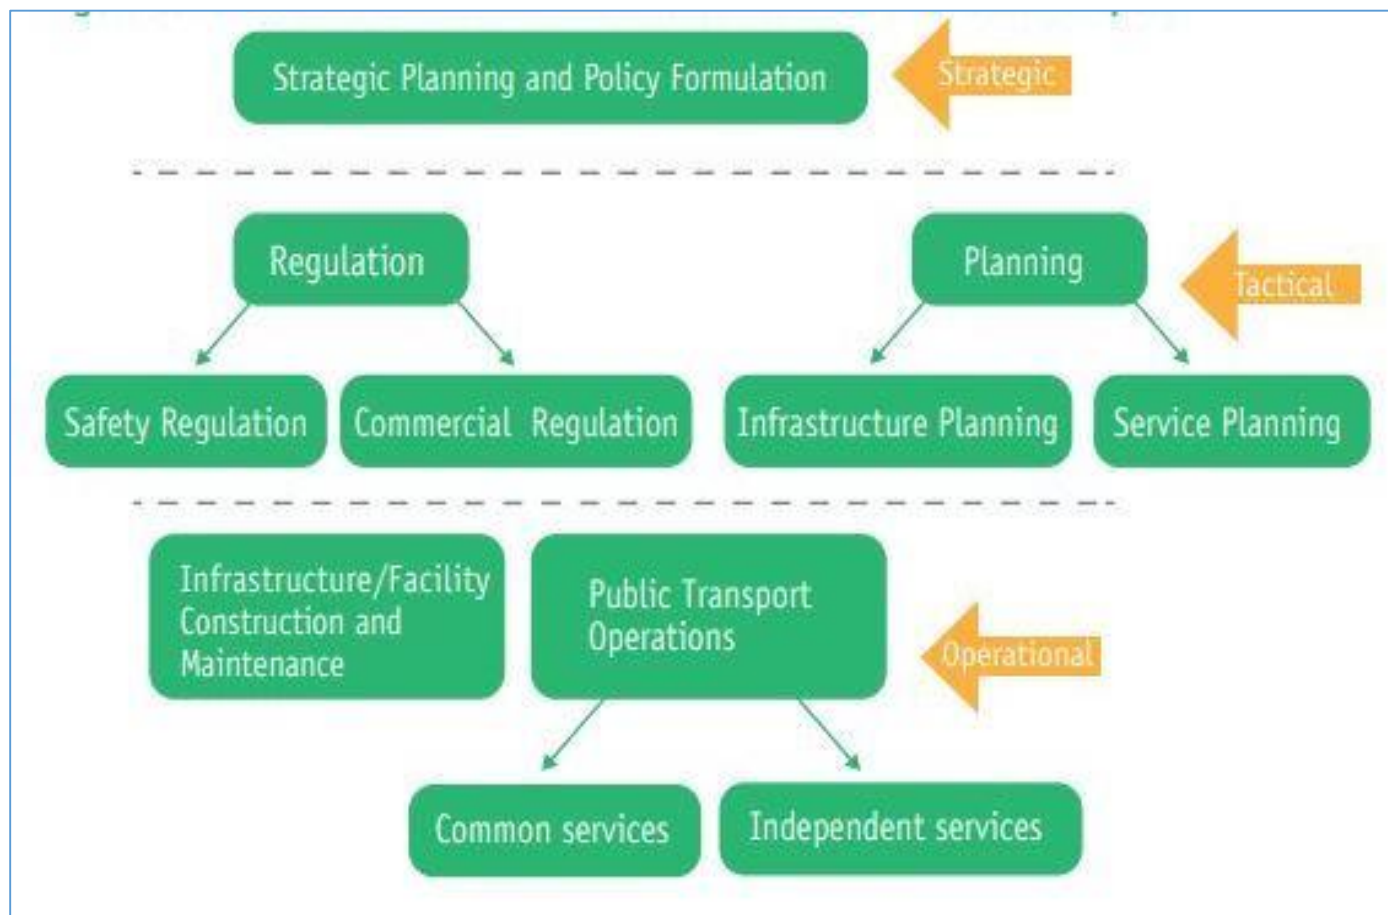 Strategic Planning and Policy Formulation
Strategic
Regulation
Planning
Tactical
Safety Regulation
Commercial Regulation
Infrastructure Planning
Service Planning
Infrastructure/Facility
Construction and
Maintenance
Public Transport
Operations
Operational
Common services
Independent services